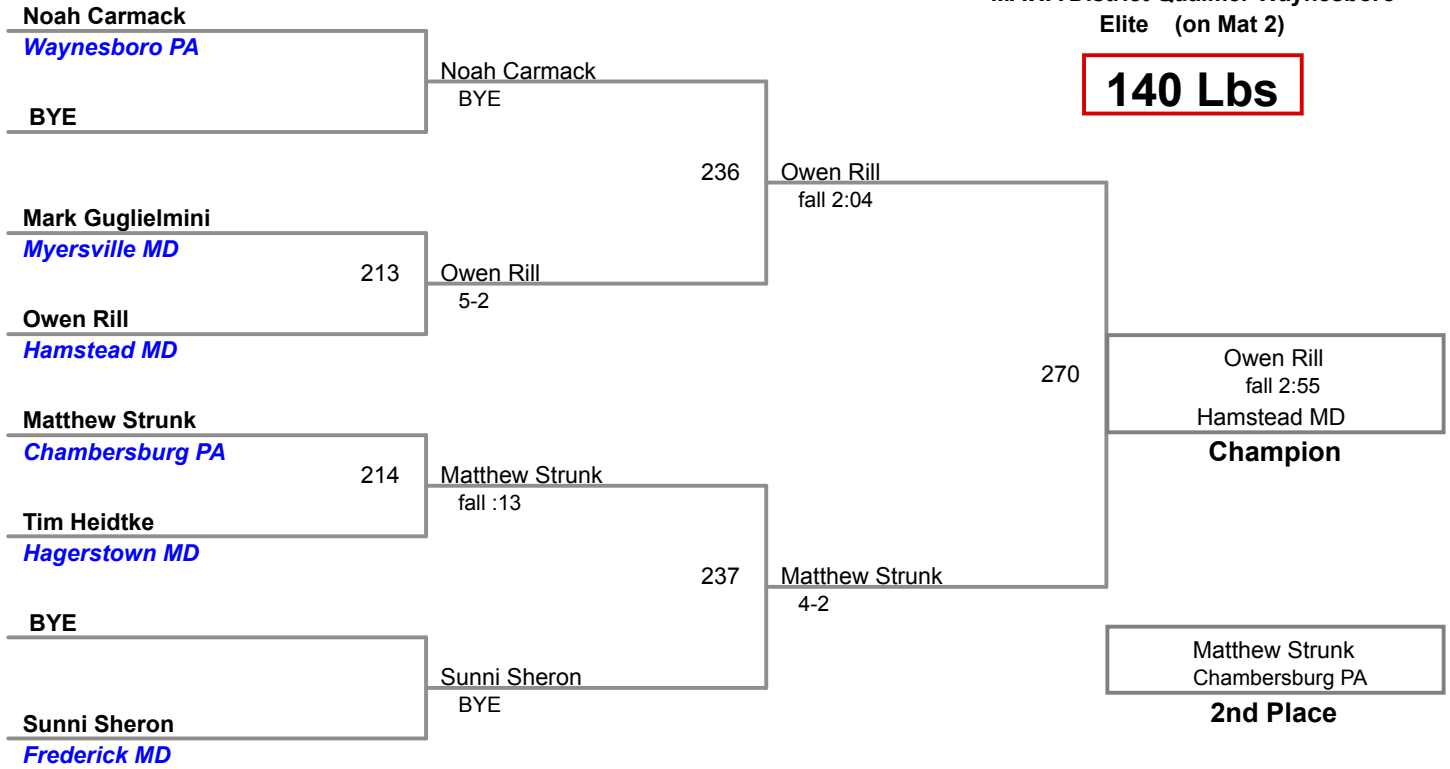 Elite (on Mat 2)
140 Lbs
Noah Carmack
Waynesboro PA
BYE
Noah Carmack
BYE
Mark Guglielmini
Myersville MD
213
Owen Rill
5-2
Owen Rill
Hamstead MD
236
Owen Rill
fall 2:04
Matthew Strunk
Chambersburg PA
214
Matthew Strunk
fall :13
Tim Heidtke
Hagerstown MD
237
Matthew Strunk
4-2
BYE
Sunni Sheron
BYE
Sunni Sheron
Frederick MD
270
Owen Rill
fall 2:55
Hamstead MD
Champion
Matthew Strunk
Chambersburg PA
2nd Place